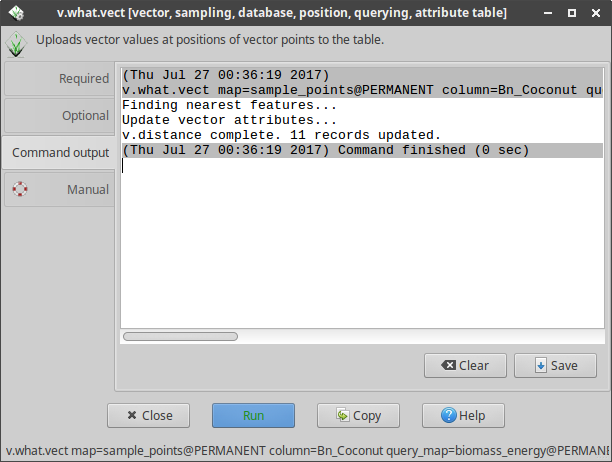 v.what.vect [vector, sampling, database, position, querying, attribute table]
Uploads vector values at positions of vector points to the table.
Required
Optional
Command output
Manual
(Thu Jul 27 00:36:19 2017)
v.what.vect map=sample_points@PERMANENT column=Bn_Coconut qu
Finding nearest features...
Update vector attributes...
v.distance complete. 11 records updated.
(Thu Jul 27 00:36:19 2017) Command finished (0 sec)
Clear
Save
Close
Run
Copy
Help
v.what.vect map=sample_points@PERMANENT column=Bn_Coconut query_map=biomass_energy@PERMANE